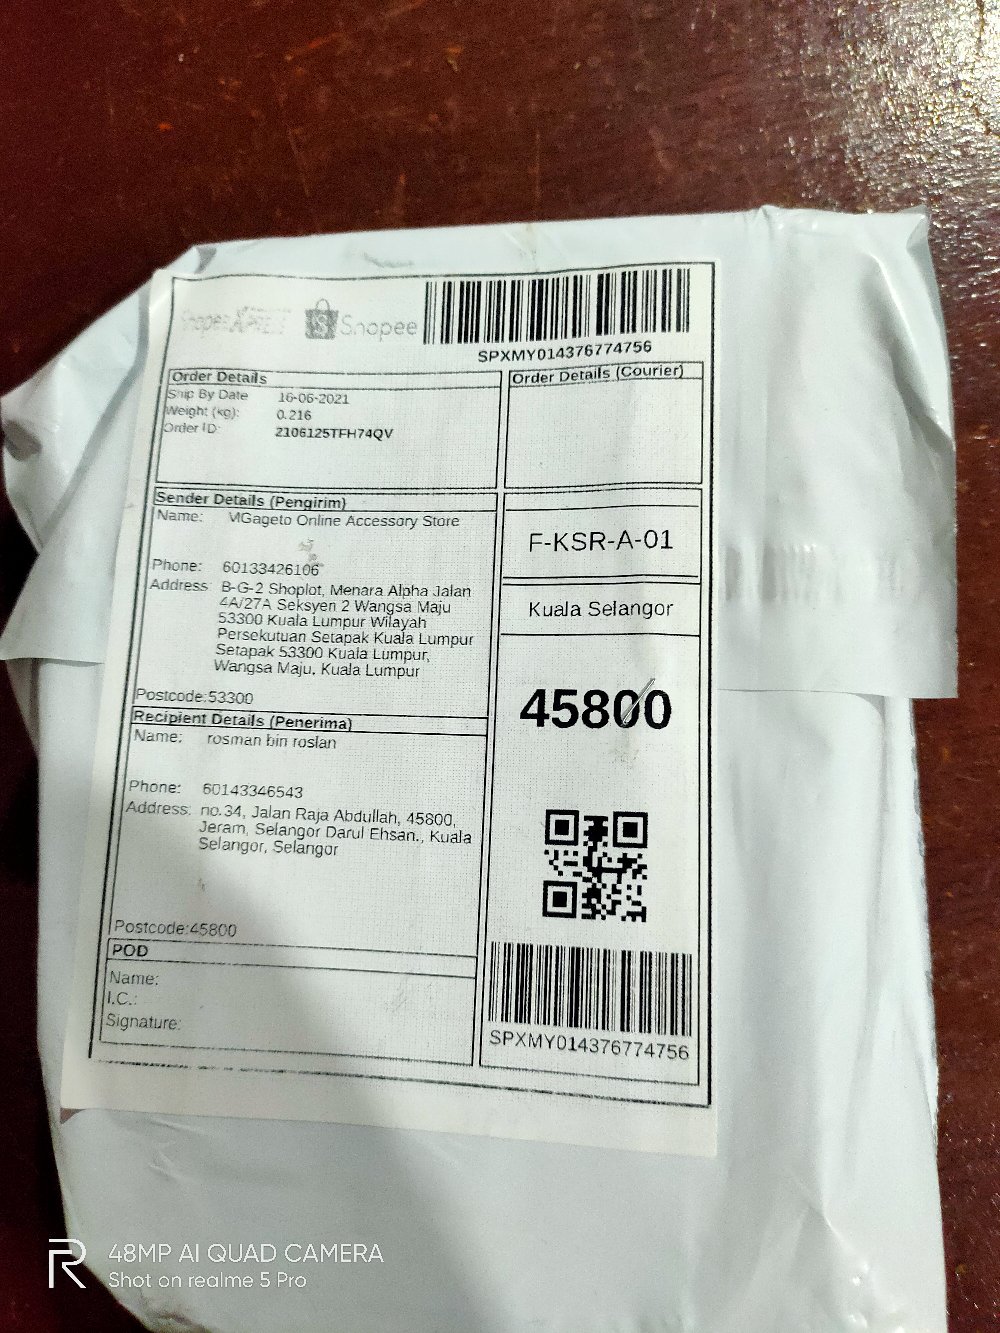 Shopee XPRESS Shopee
SPXMY014376774756
Order Details
Ship By Date 16-06-2021
Weight (kg): 0.216
Order ID: 2106125TFH74QV
Order Details (Courier)
Sender Details (Pengirim)
Name: MGageto Online Accessory Store
Phone: 60133426106
Address: B-G-2 Shoplot, Menara Alpha Jalan
4A/27A Seksyen 2 Wangsa Maju
53300 Kuala Lumpur Wilayah
Persekutuan Setapak Kuala Lumpur
Setapak 53300 Kuala Lumpur,
Wangsa Maju, Kuala Lumpur
Postcode:53300
F-KSR-A-01
Kuala Selangor
45800
Recipient Details (Penerima)
Name: rosman bin roslan
Phone: 60143346543
Address: no.34, Jalan Raja Abdullah, 45800,
Jeram, Selangor Darul Ehsan., Kuala
Selangor, Selangor
Postcode:45800
POD
Name:
I.C.:
Signature:
SPXMY014376774756
R
48MP AI QUAD CAMERA
Shot on realme 5 Pro